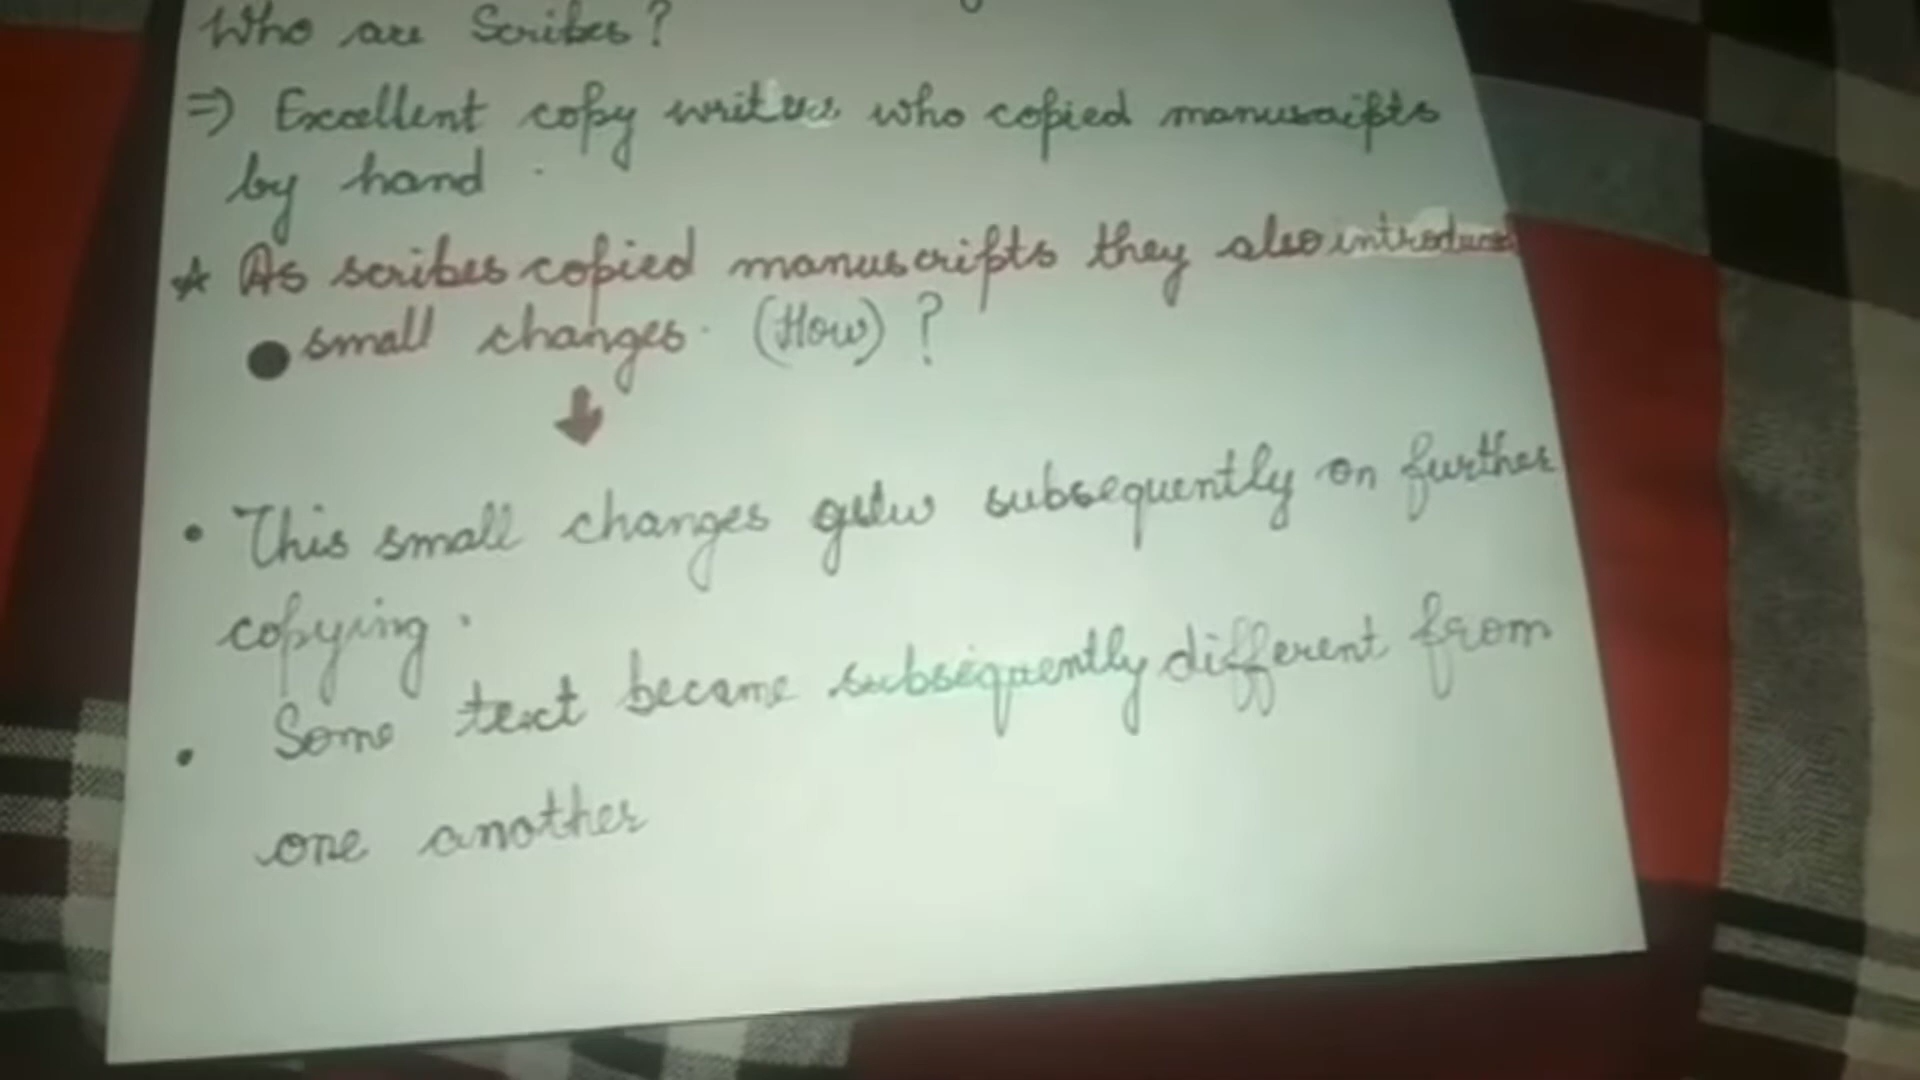 Who are Scribes?
⇒ Excellent copy writers who copied manuscripts
by hand.
☆ As scribes copied manuscripts they also introduced
small changes. (How)?
• This small changes grew subsequently on further
copying.
• Some text became subsequently different from
one another